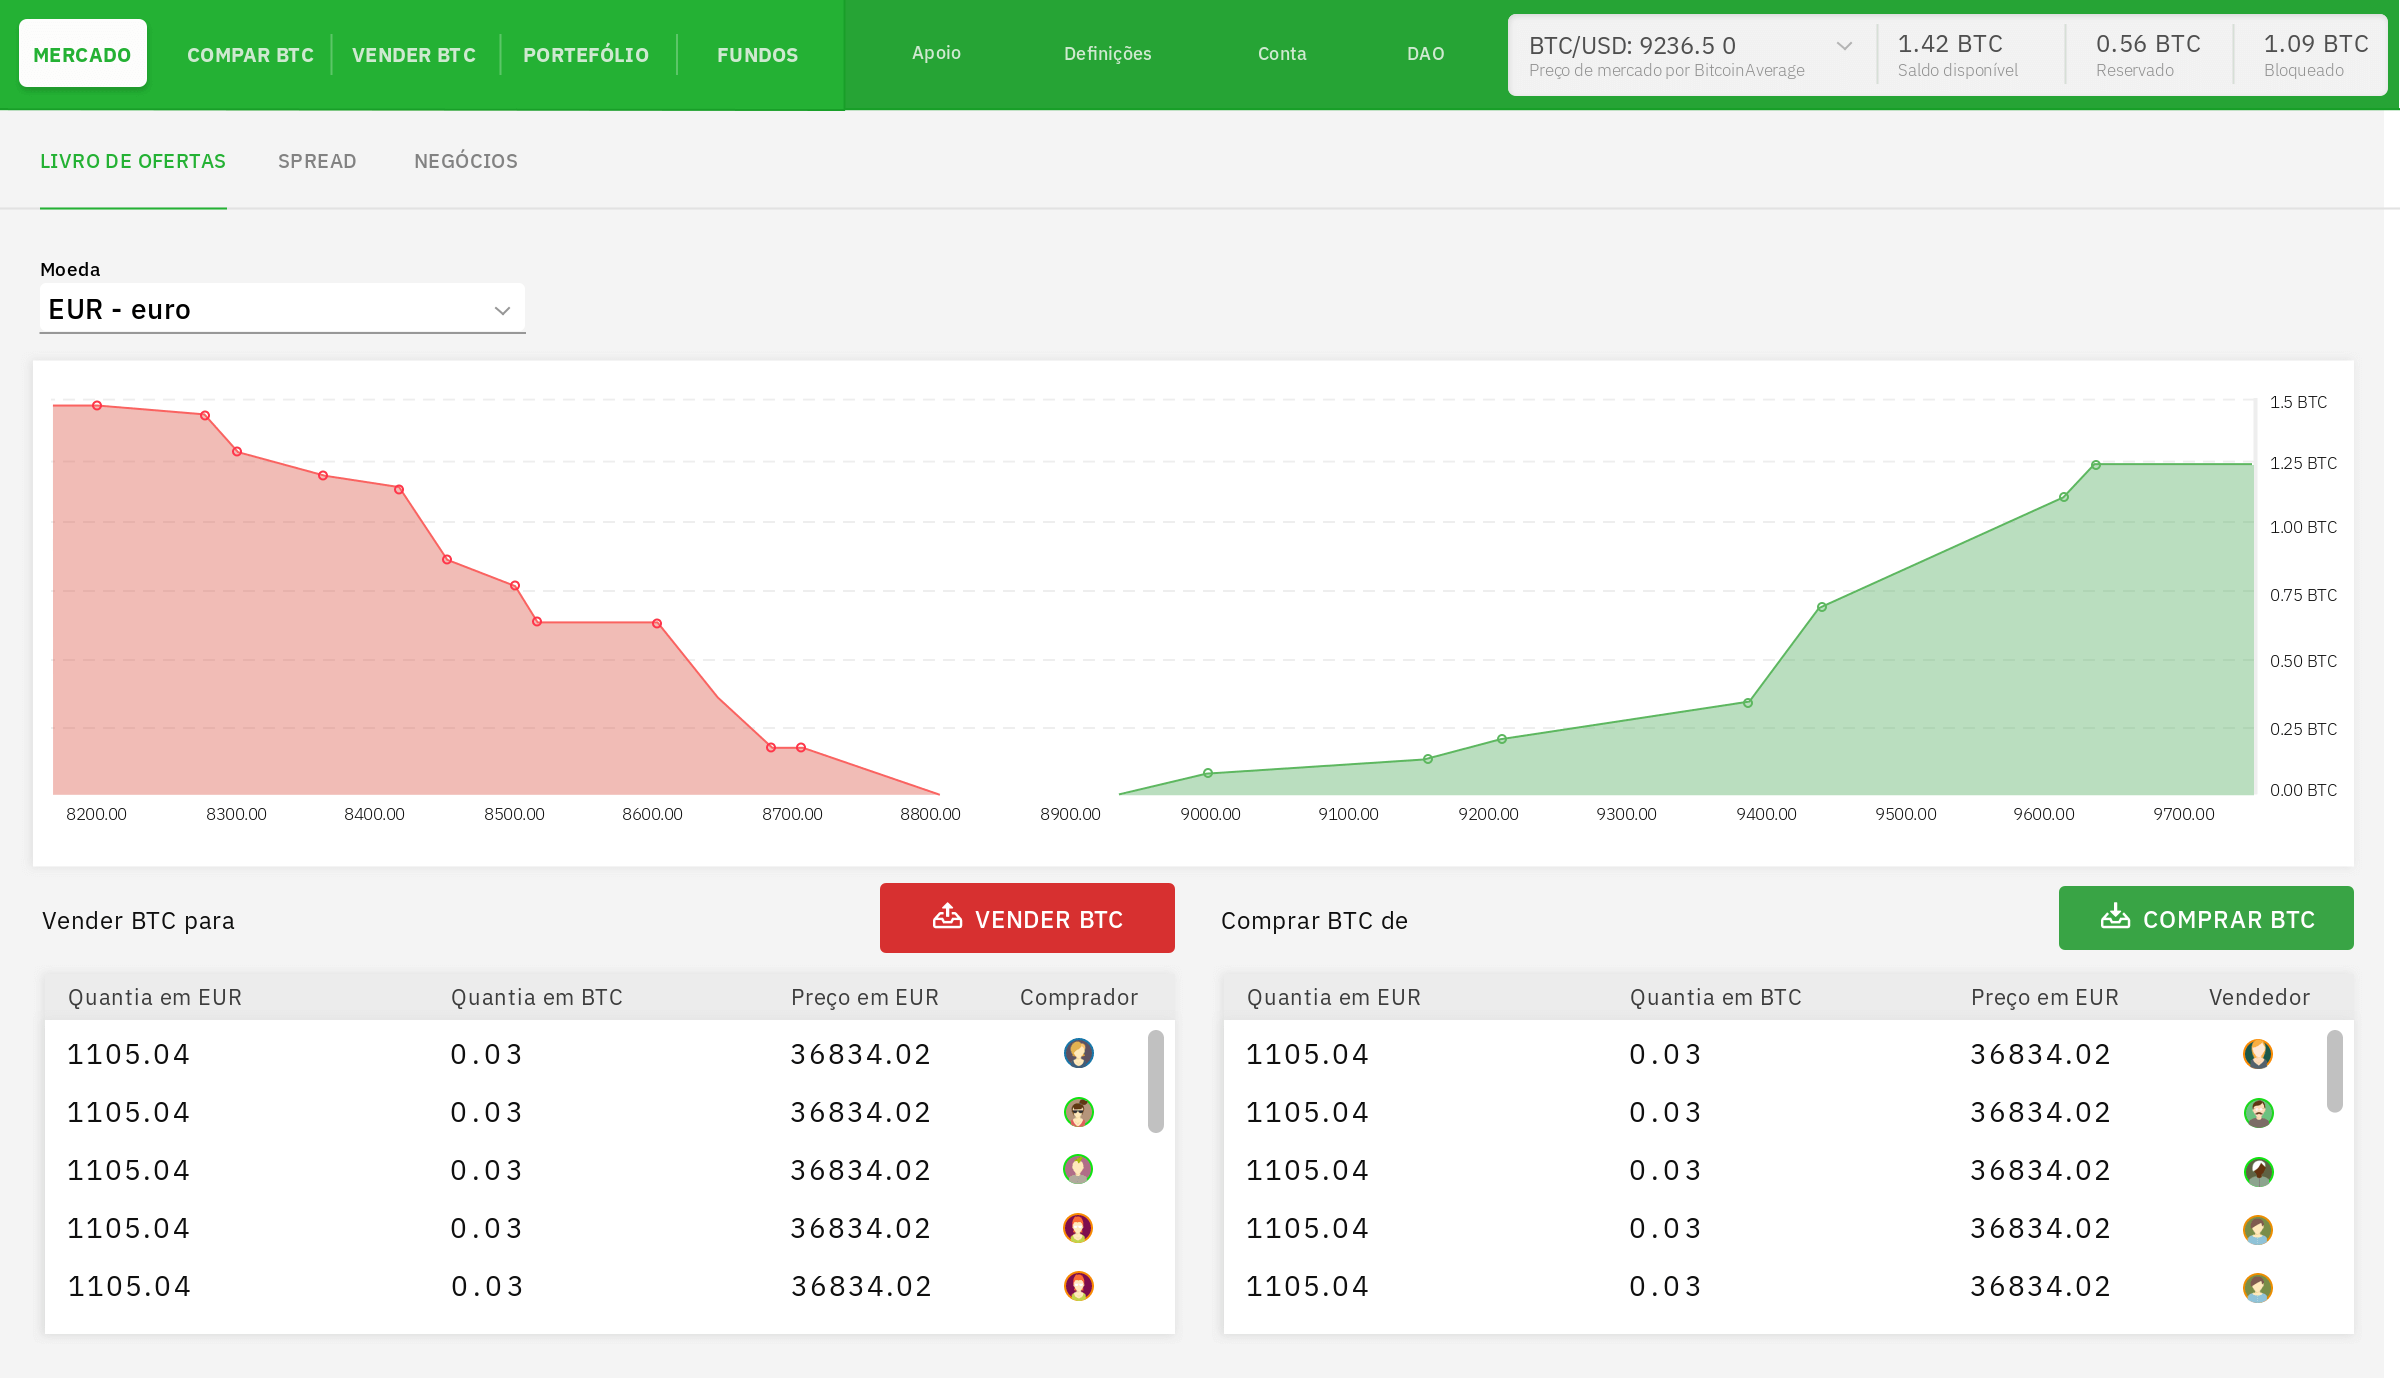 MERCADO
COMPAR BTC
VENDER BTC
PORTEFÓLIO
FUNDOS
Apoio
Definições
Conta
DAO
BTC/USD: 9236.5 0
Preço de mercado por BitcoinAverage
1.42 BTC
Saldo disponível
0.56 BTC
Reservado
1.09 BTC
Bloqueado
LIVRO DE OFERTAS
SPREAD
NEGÓCIOS
Moeda
EUR - euro
1.5 BTC
1.25 BTC
1.00 BTC
0.75 BTC
0.50 BTC
0.25 BTC
0.00 BTC
8200.00
8300.00
8400.00
8500.00
8600.00
8700.00
8800.00
8900.00
9000.00
9100.00
9200.00
9300.00
9400.00
9500.00
9600.00
9700.00
Vender BTC para
VENDER BTC
Quantia em EUR Quantia em BTC Preço em EUR Comprador
1105.04 0.03 36834.02
1105.04 0.03 36834.02
1105.04 0.03 36834.02
1105.04 0.03 36834.02
1105.04 0.03 36834.02
Comprar BTC de
COMPRAR BTC
Quantia em EUR Quantia em BTC Preço em EUR Vendedor
1105.04 0.03 36834.02
1105.04 0.03 36834.02
1105.04 0.03 36834.02
1105.04 0.03 36834.02
1105.04 0.03 36834.02